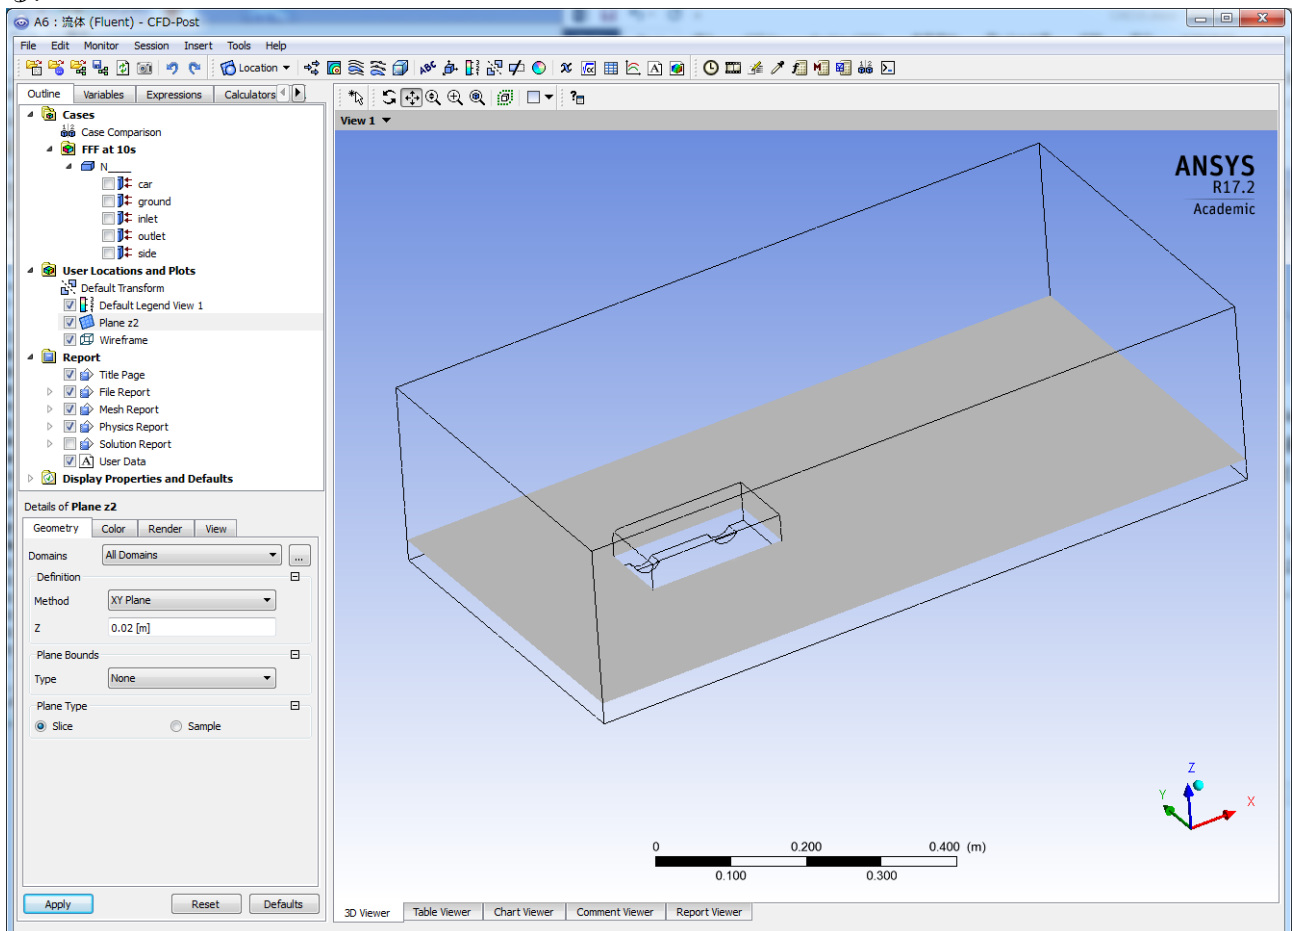 A6 : 流体 (Fluent) - CFD-Post
File Edit Monitor Session Insert Tools Help
Location
Outline Variables Expressions Calculators
View 1
Cases
Case Comparison
FFF at 10s
N____
car
ground
inlet
outlet
side
User Locations and Plots
Default Transform
Default Legend View 1
Plane z2
Wireframe
Report
Title Page
File Report
Mesh Report
Physics Report
Solution Report
User Data
Display Properties and Defaults
Details of Plane z2
Geometry Color Render View
Domains All Domains ...
Definition
Method XY Plane
Z 0.02 [m]
Plane Bounds
Type None
Plane Type
Slice Sample
Apply Reset Defaults
ANSYS
R17.2
Academic
Z
Y
X
0 0.200 0.400 (m)
0.100 0.300
3D Viewer Table Viewer Chart Viewer Comment Viewer Report Viewer